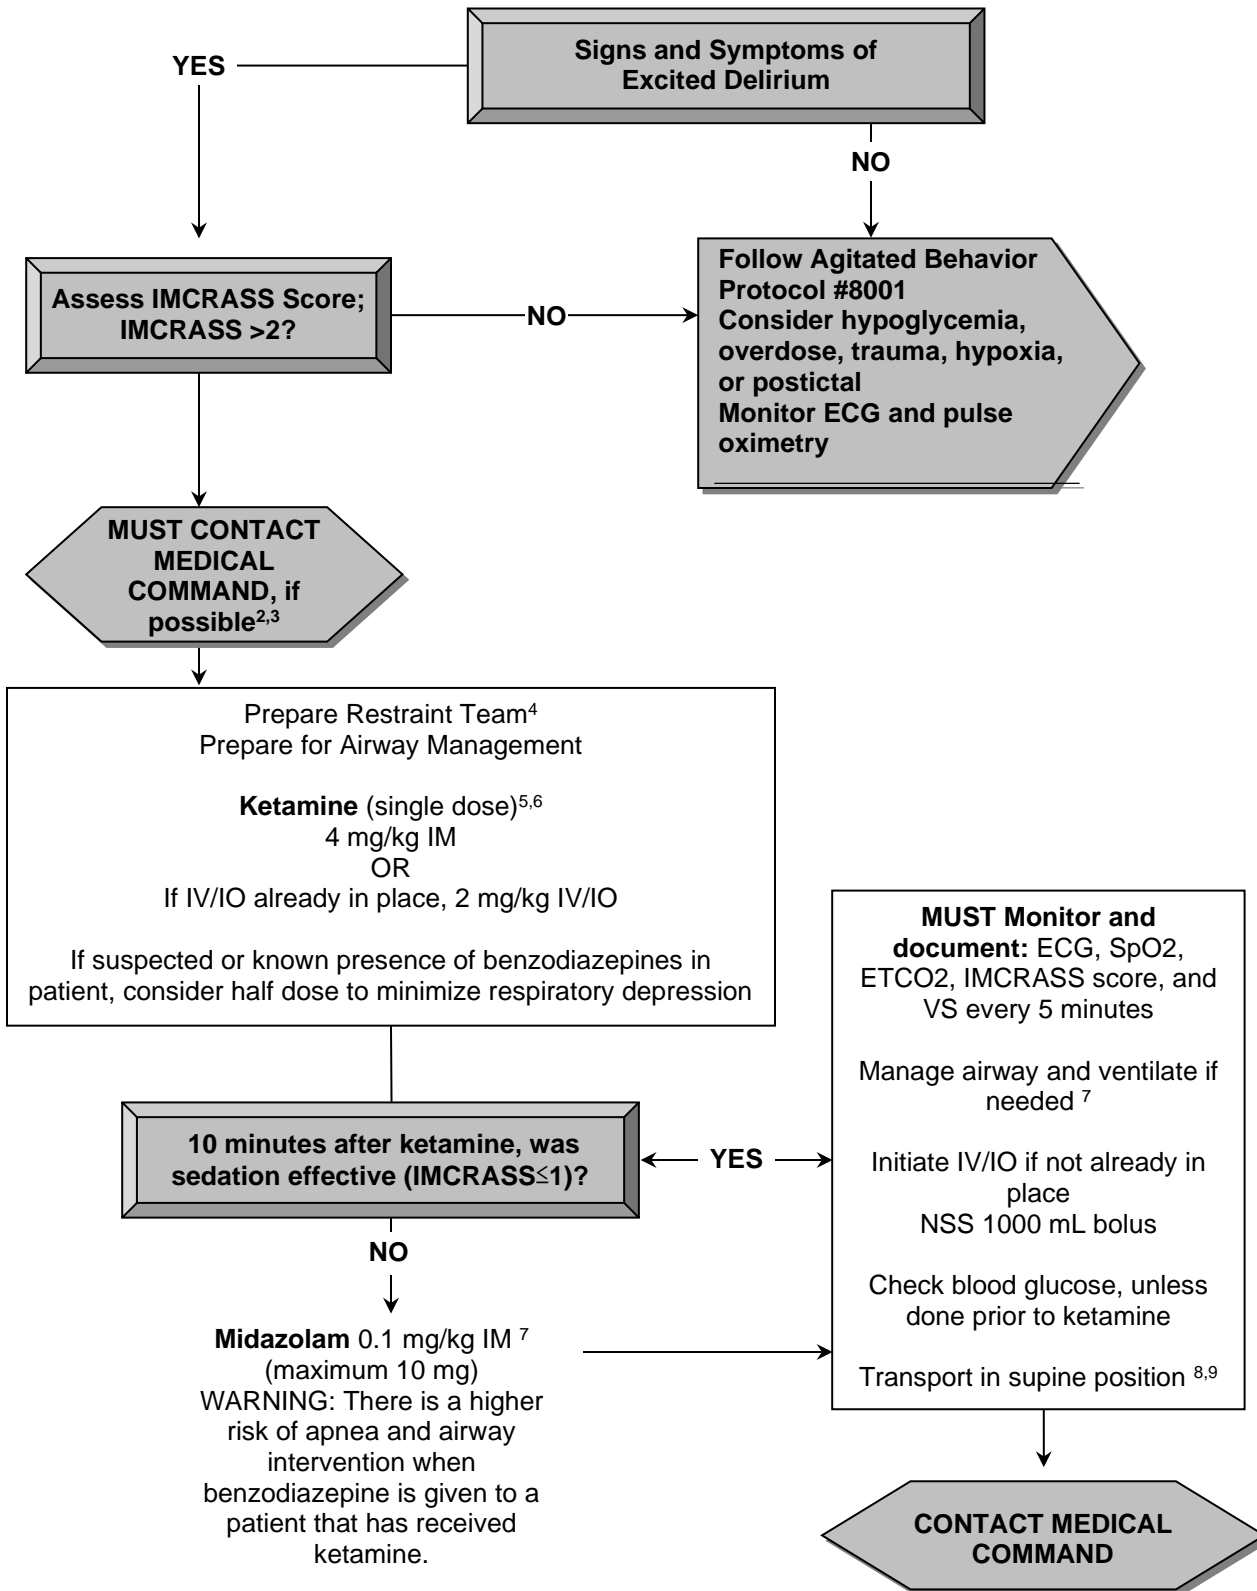 Signs and Symptoms of
Excited Delirium
YES
NO
Assess IMCRASS Score;
IMCRASS >2?
NO
Follow Agitated Behavior
Protocol #8001
Consider hypoglycemia,
overdose, trauma, hypoxia,
or postictal
Monitor ECG and pulse
oximetry
MUST CONTACT
MEDICAL
COMMAND, if
possible2,3
Prepare Restraint Team4
Prepare for Airway Management
Ketamine (single dose)5,6
4 mg/kg IM
OR
If IV/IO already in place, 2 mg/kg IV/IO
If suspected or known presence of benzodiazepines in
patient, consider half dose to minimize respiratory depression
10 minutes after ketamine, was
sedation effective (IMCRASS≤1)?
YES
NO
Midazolam 0.1 mg/kg IM 7
(maximum 10 mg)
WARNING: There is a higher
risk of apnea and airway
intervention when
benzodiazepine is given to a
patient that has received
ketamine.
MUST Monitor and
document: ECG, SpO2,
ETCO2, IMCRASS score, and
VS every 5 minutes
Manage airway and ventilate if
needed 7
Initiate IV/IO if not already in
place
NSS 1000 mL bolus
Check blood glucose, unless
done prior to ketamine
Transport in supine position 8,9
CONTACT MEDICAL
COMMAND